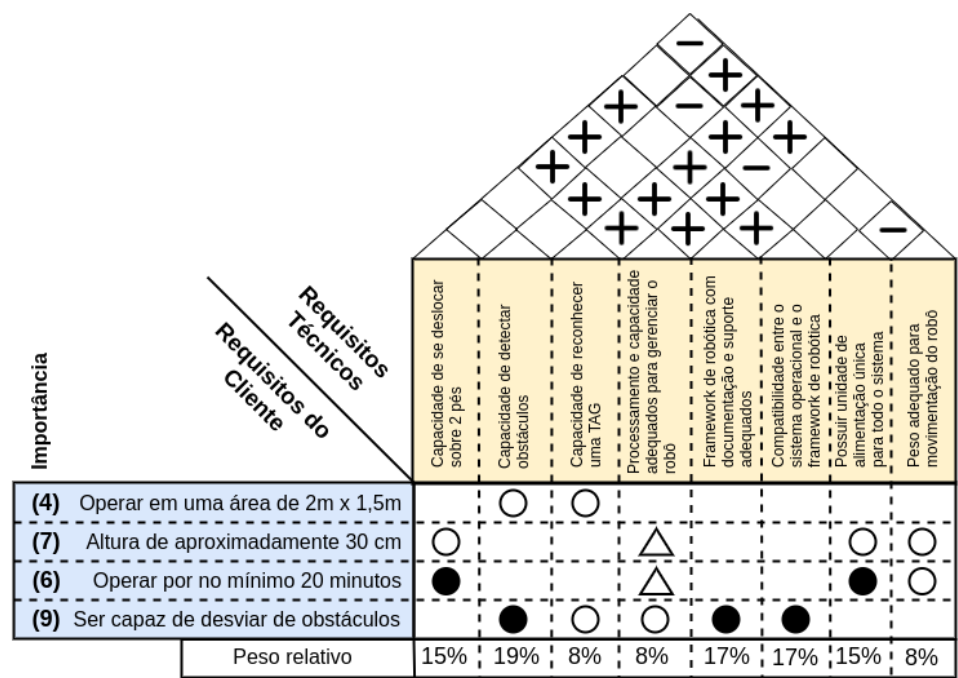 Requisitos
Técnicos
Requisitos do
Cliente
Importância
Capacidade de se deslocar
sobre 2 pés
Capacidade de detectar
obstáculos
Capacidade de reconhecer
uma TAG
Processamento e capacidade
adequados para gerenciar o
robô
Framework de robótica com
documentação e suporte
adequados
Compatibilidade entre o
sistema operacional e o
framework de robótica
Possuir unidade de
alimentação única
para todo o sistema
Peso adequado para
movimentação do robô
(4) Operar em uma área de 2m x 1,5m
(7) Altura de aproximadamente 30 cm
(6) Operar por no mínimo 20 minutos
(9) Ser capaz de desviar de obstáculos
Peso relativo 15% 19% 8% 8% 17% 17% 15% 8%